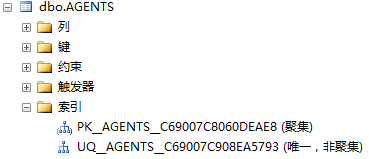 dbo.AGENTS
列
键
约束
触发器
索引
PK__AGENTS__C69007C8060DEAE8 (聚集)
UQ__AGENTS__C69007C908EA5793 (唯一，非聚集)